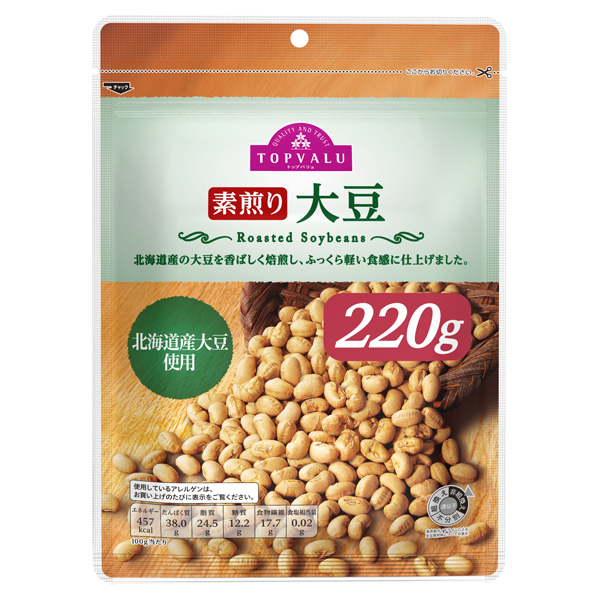 ここからお切りください。
チャック
QUALITY AND TRUST
TOPVALU
トップバリュ
素煎り 大豆
Roasted Soybeans
北海道産の大豆を香ばしく焙煎し、ふっくら軽い食感に仕上げました。
220g
北海道産大豆
使用
使用しているアレルゲンは、
お買い上げのたびに表示をご覧ください。
エネルギー たんぱく質 脂質 糖質 食物繊維 食塩相当量
457 kcal 38.0 g 24.5 g 12.2 g 17.7 g 0.02 g
100g当たり